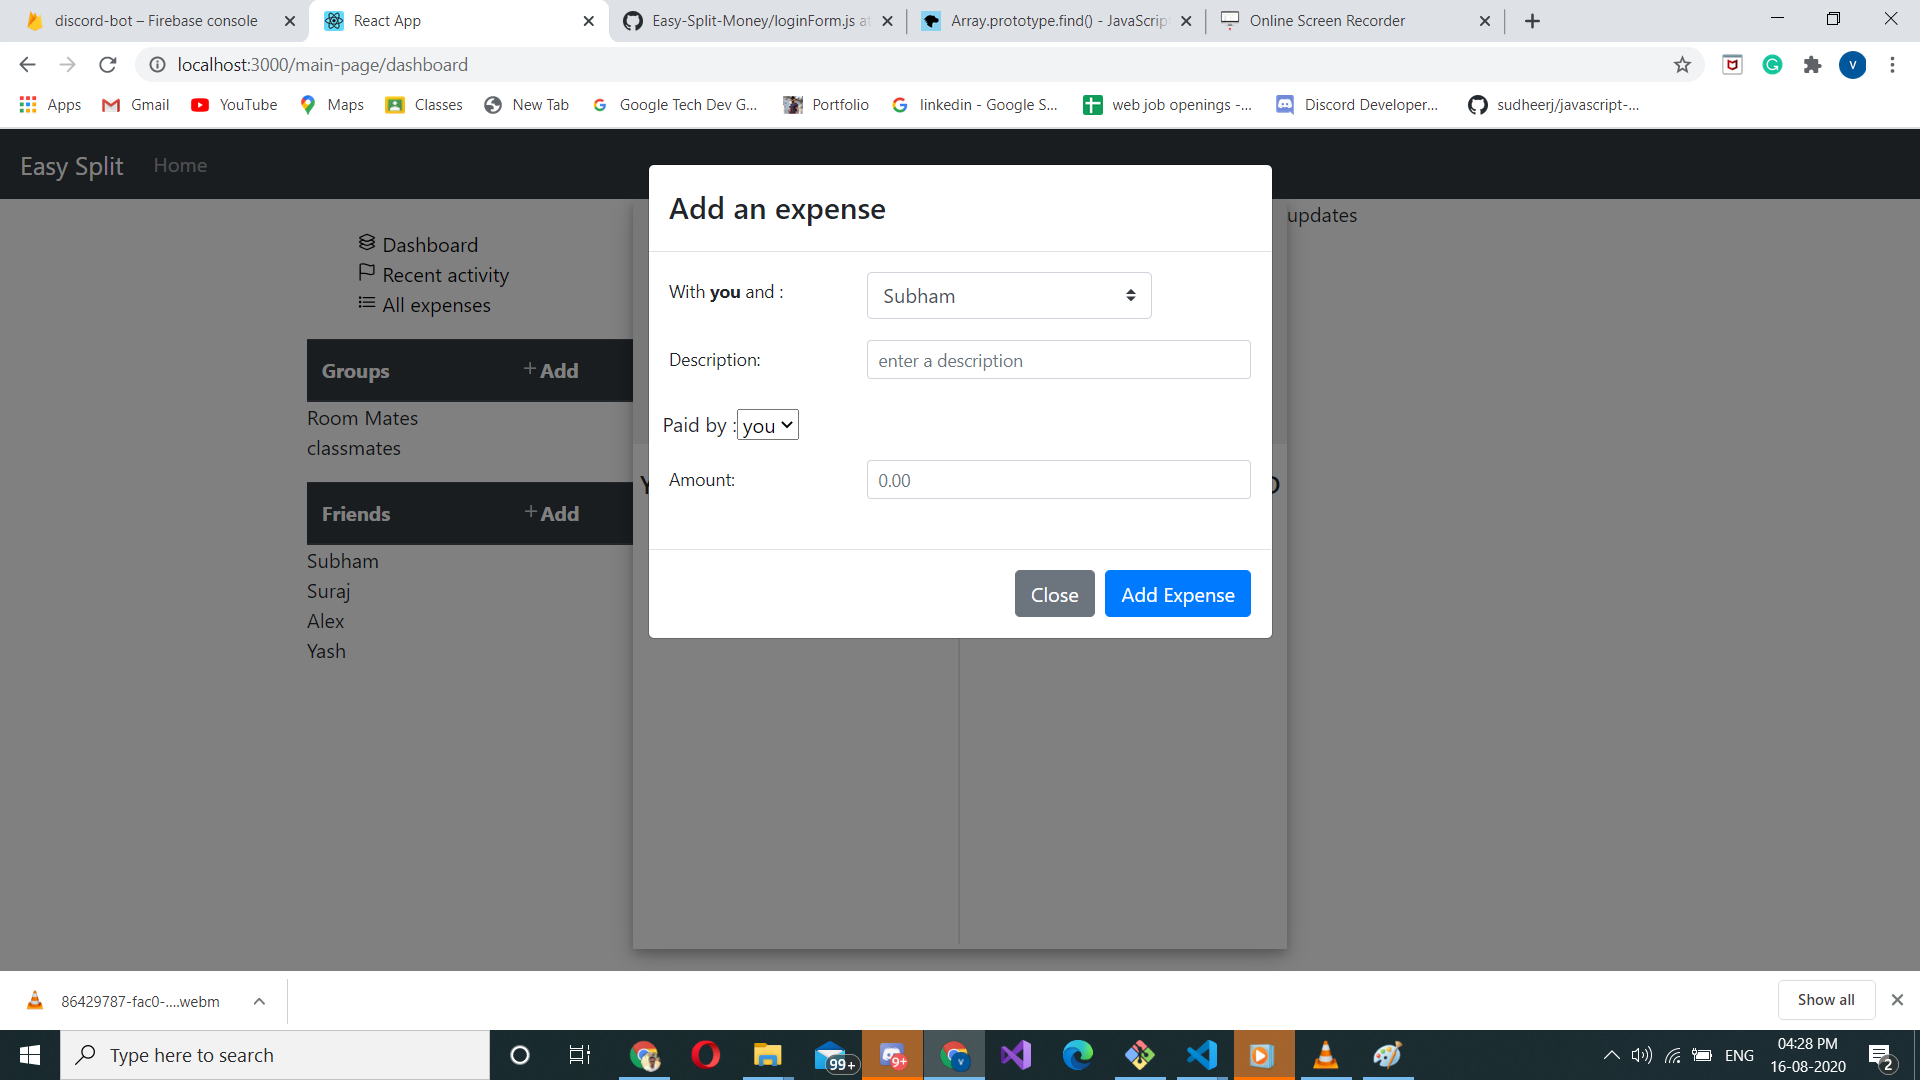 discord-bot – Firebase console
React App
Easy-Split-Money/loginForm.js at
Array.prototype.find() - JavaScrip
Online Screen Recorder
localhost:3000/main-page/dashboard
V
Apps
Gmail
YouTube
Maps
Classes
New Tab
Google Tech Dev G...
Portfolio
linkedin - Google S...
web job openings -...
Discord Developer...
sudheerj/javascript-...
Easy Split
Home
Add an expense
updates
Dashboard
Recent activity
All expenses
With you and :
Subham
Description:
enter a description
Groups
+ Add
Room Mates
classmates
Paid by :
you
Amount:
0.00
Friends
+ Add
Subham
Suraj
Alex
Yash
Close
Add Expense
86429787-fac0-....webm
Show all
Type here to search
99+
9+
V
ENG
04:28 PM
16-08-2020
2